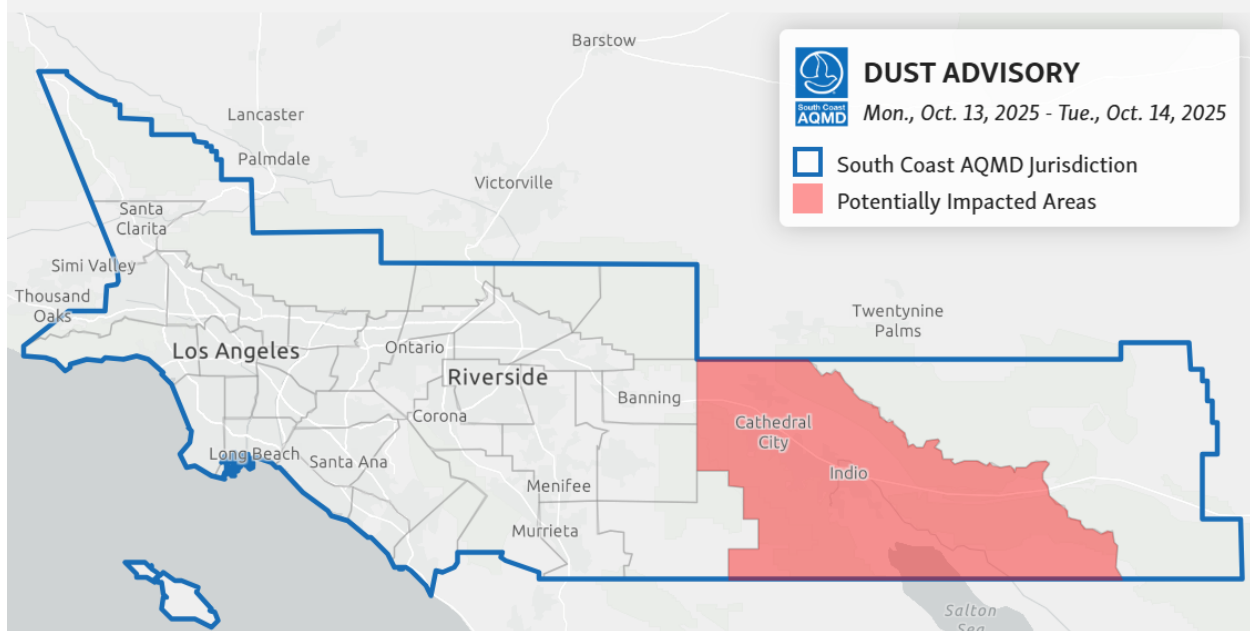 Barstow
DUST ADVISORY
South Coast
AQMD
Mon., Oct. 13, 2025 - Tue., Oct. 14, 2025
South Coast AQMD Jurisdiction
Potentially Impacted Areas
Lancaster
Palmdale
Victorville
Santa
Clarita
Simi Valley
Thousand
Oaks
Twentynine
Palms
Los Angeles
Ontario
Riverside
Banning
Corona
Cathedral
City
Long Beach
Santa Ana
Indio
Menifee
Murrieta
Salton
Sea